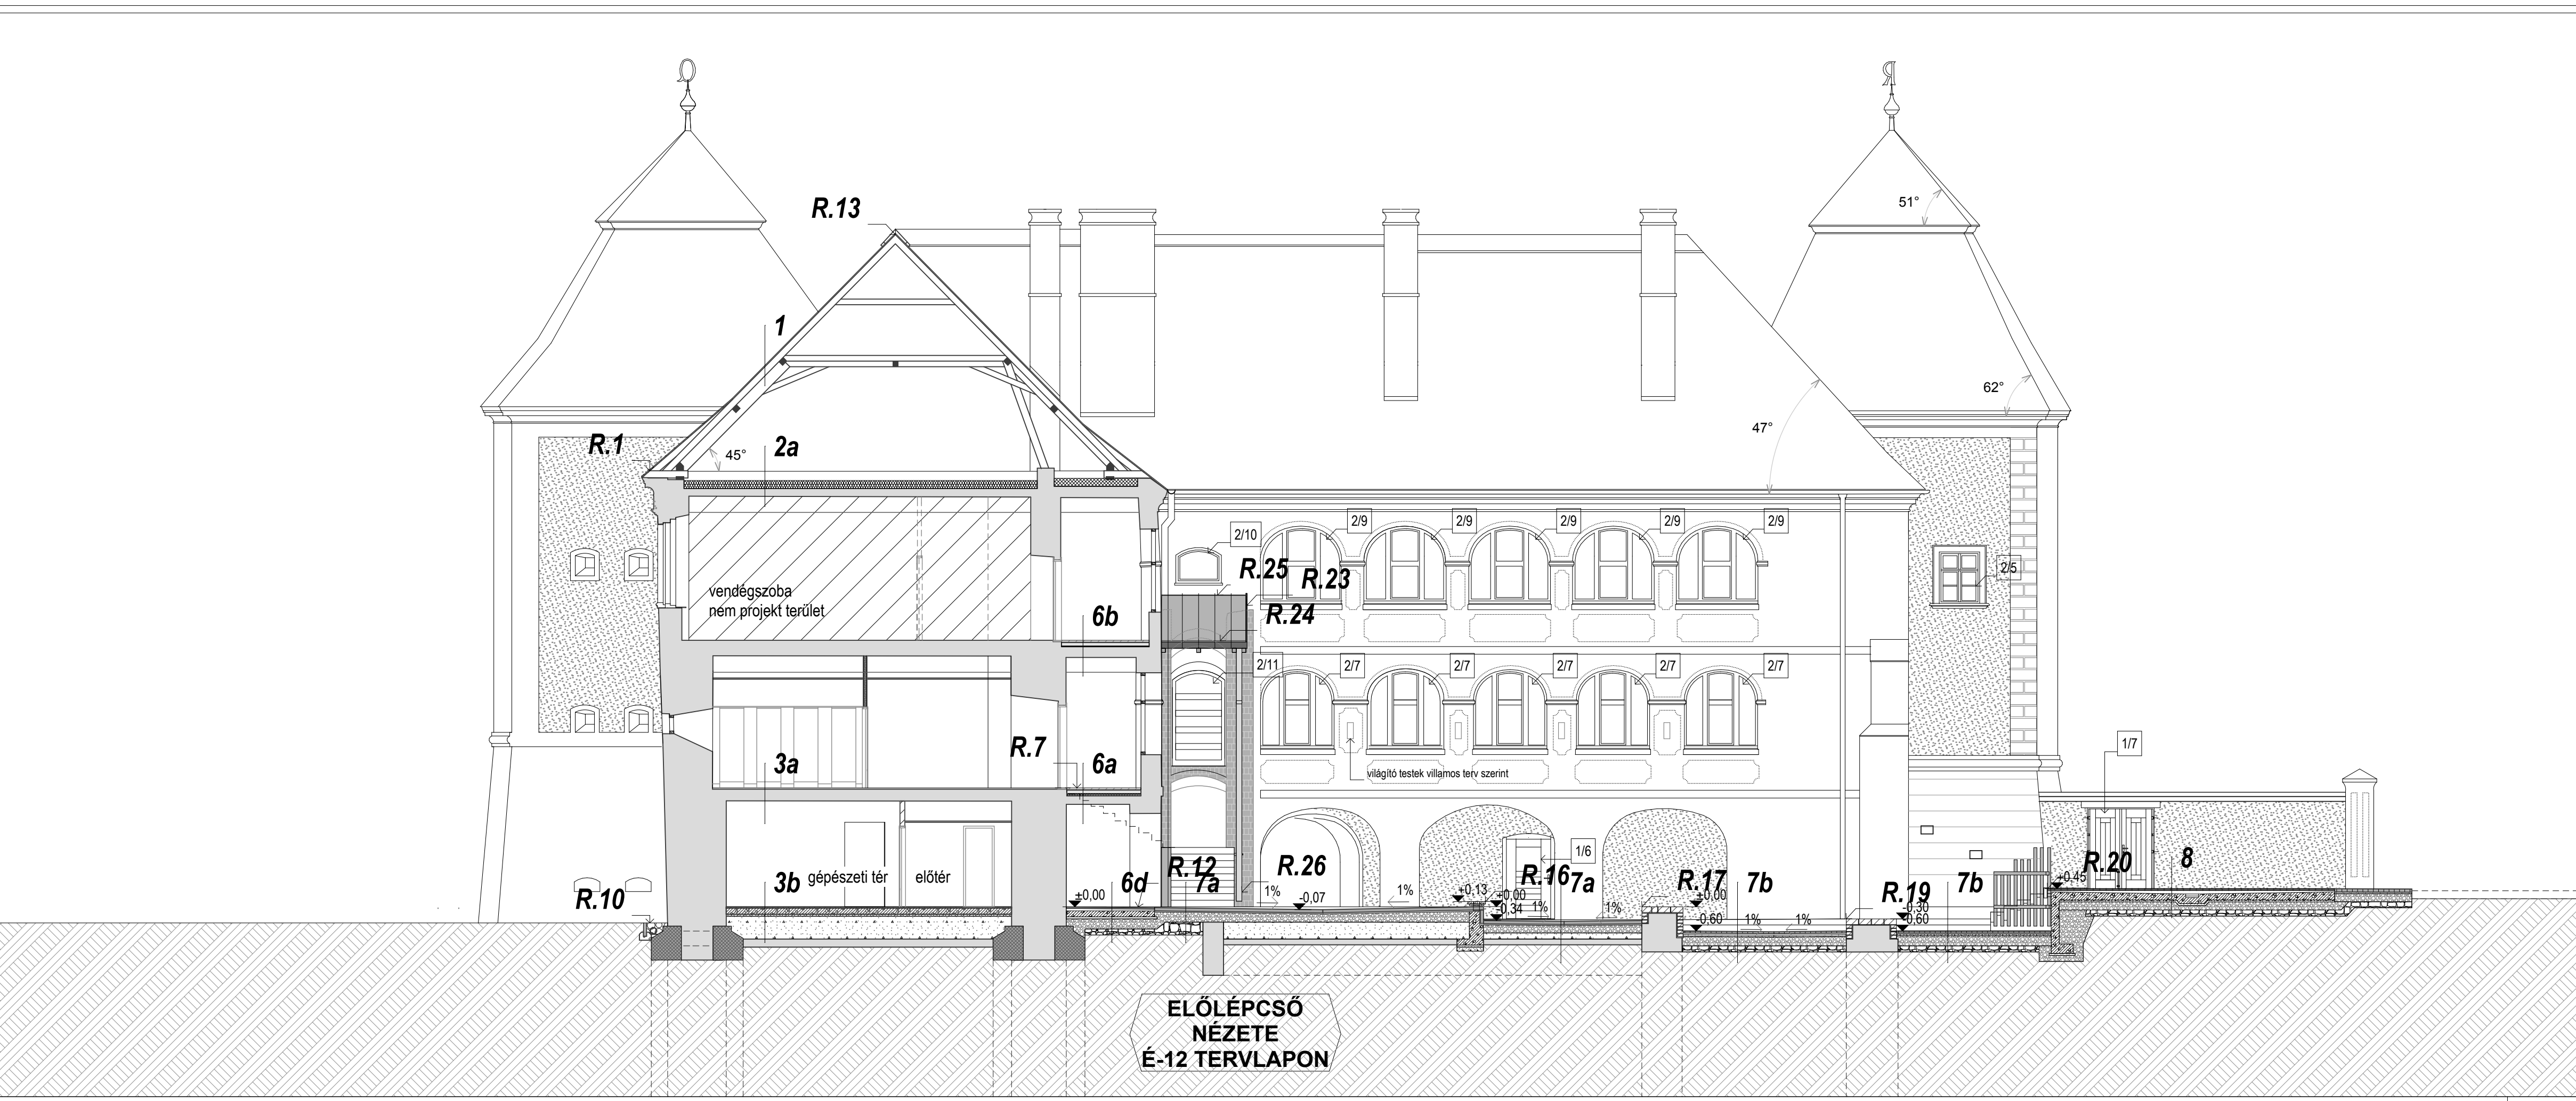 Q
R
51°
R.13
1
62°
47°
R.1
2a
45°
2/9
2/9
2/9
2/9
2/9
2/10
R.25
R.23
2/5
vendégszoba
nem projekt terület
6b
R.24
2/11
2/7
2/7
2/7
2/7
2/7
R.7
1/7
3a
6a
világító testek villamos terv szerint
1/6
R.12
R.26
R.16
R.20
8
3b
gépészeti tér
előtér
6d
7a
7a
R.17
7b
R.19
7b
R.10
±0,00
1%
-0,07
1%
+0,13
±0,00
-0,34
1%
1%
±0,00
-0,60
1%
1%
-0,30
-0,60
+0,45
ELŐLÉPCSŐ
NÉZETE
É-12 TERVLAPON